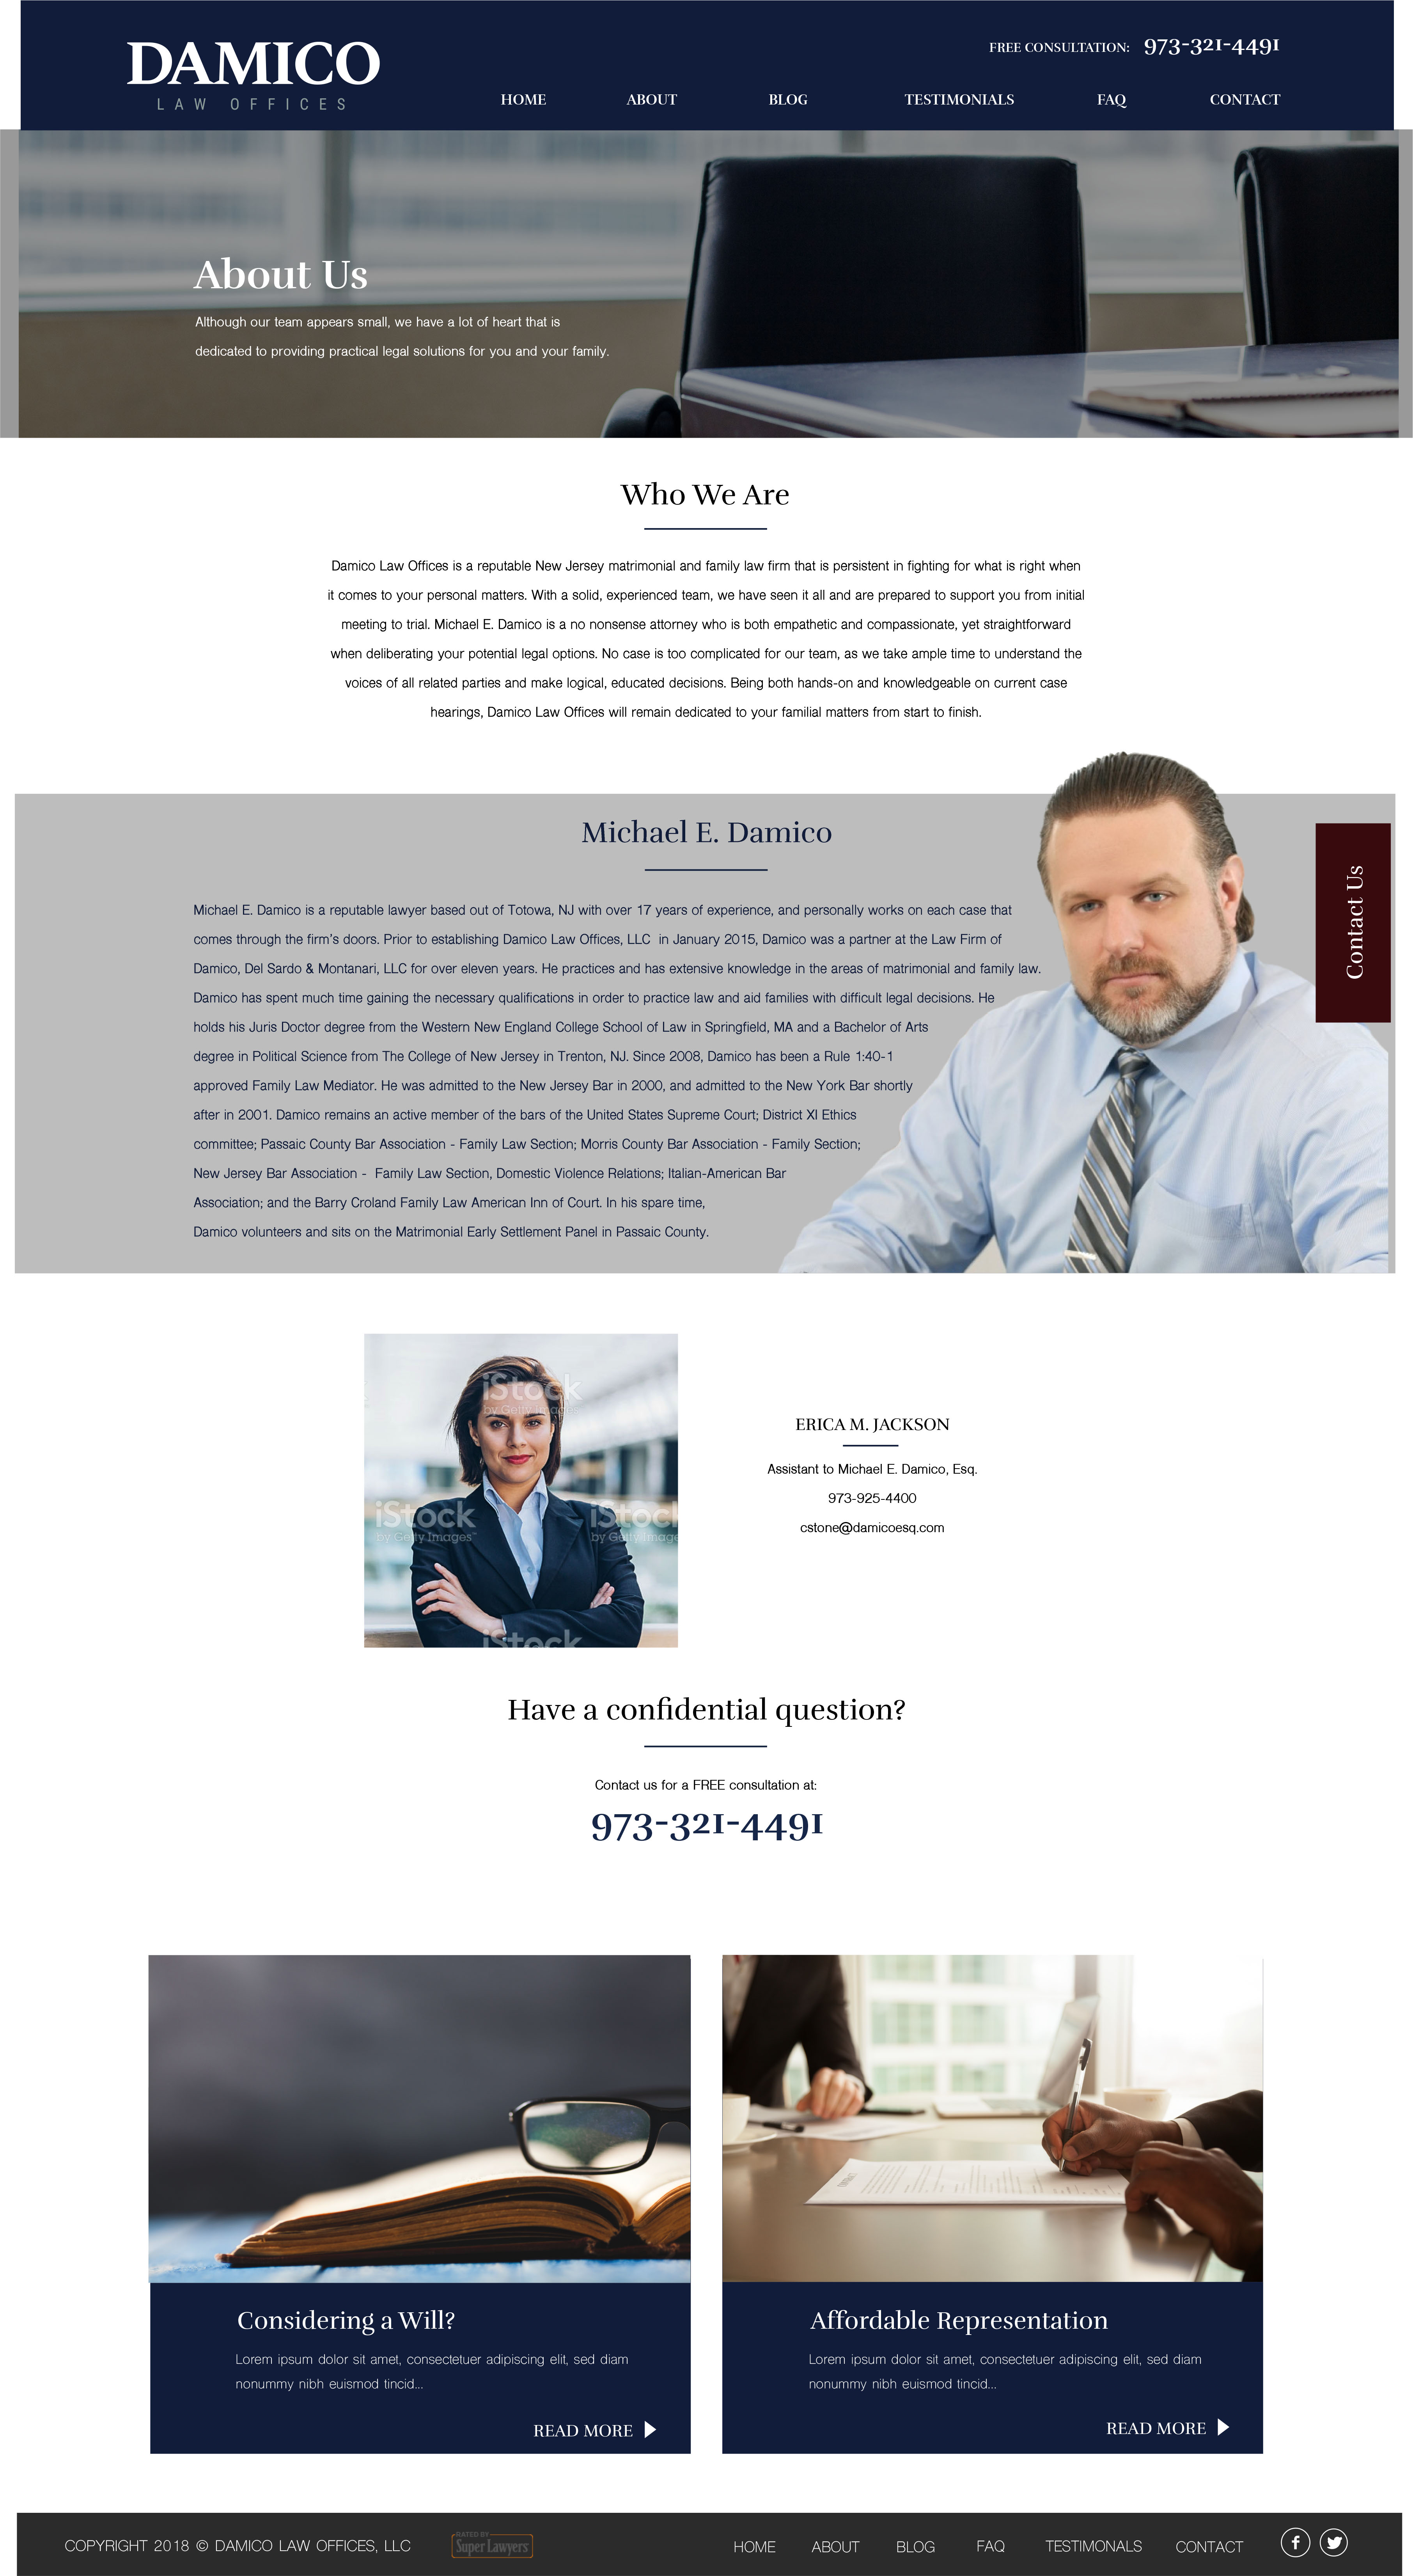 DAMICO
LAW OFFICES
FREE CONSULTATION: 973-321-4491
HOME ABOUT BLOG TESTIMONIALS FAQ CONTACT
About Us
Although our team appears small, we have a lot of heart that is
dedicated to providing practical legal solutions for you and your family.
Who We Are
Damico Law Offices is a reputable New Jersey matrimonial and family law firm that is persistent in fighting for what is right when
it comes to your personal matters. With a solid, experienced team, we have seen it all and are prepared to support you from initial
meeting to trial. Michael E. Damico is a no nonsense attorney who is both empathetic and compassionate, yet straightforward
when deliberating your potential legal options. No case is too complicated for our team, as we take ample time to understand the
voices of all related parties and make logical, educated decisions. Being both hands-on and knowledgeable on current case
hearings, Damico Law Offices will remain dedicated to your familial matters from start to finish.
Michael E. Damico
Michael E. Damico is a reputable lawyer based out of Totowa, NJ with over 17 years of experience, and personally works on each case that
comes through the firm's doors. Prior to establishing Damico Law Offices, LLC in January 2015, Damico was a partner at the Law Firm of
Damico, Del Sardo & Montanari, LLC for over eleven years. He practices and has extensive knowledge in the areas of matrimonial and family law.
Damico has spent much time gaining the necessary qualifications in order to practice law and aid families with difficult legal decisions. He
holds his Juris Doctor degree from the Western New England College School of Law in Springfield, MA and a Bachelor of Arts
degree in Political Science from The College of New Jersey in Trenton, NJ. Since 2008, Damico has been a Rule 1:40-1
approved Family Law Mediator. He was admitted to the New Jersey Bar in 2000, and admitted to the New York Bar shortly
after in 2001. Damico remains an active member of the bars of the United States Supreme Court; District XI Ethics
committee; Passaic County Bar Association - Family Law Section; Morris County Bar Association - Family Section;
New Jersey Bar Association - Family Law Section, Domestic Violence Relations; Italian-American Bar
Association; and the Barry Croland Family Law American Inn of Court. In his spare time,
Damico volunteers and sits on the Matrimonial Early Settlement Panel in Passaic County.
Contact Us
iStock
by Getty Images
iStock
by Getty Images™
iStock
by Getty Image
iStock
ERICA M. JACKSON
Assistant to Michael E. Damico, Esq.
973-925-4400
cstone@damicoesq.com
Have a confidential question?
Contact us for a FREE consultation at:
973-321-4491
Considering a Will?
Lorem ipsum dolor sit amet, consectetuer adipiscing elit, sed diam
nonummy nibh euismod tincid...
READ MORE
Affordable Representation
Lorem ipsum dolor sit amet, consectetuer adipiscing elit, sed diam
nonummy nibh euismod tincid...
READ MORE
COPYRIGHT 2018 © DAMICO LAW OFFICES, LLC
RATED BY
Super Lawyers
HOME ABOUT BLOG FAQ TESTIMONALS CONTACT